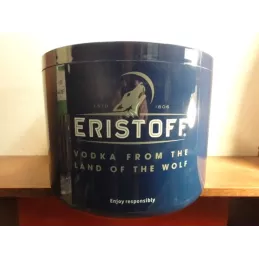 1806
ERISTOFF
VODKA FROM THE
LAND OF THE WOLF
Enjoy responsibly